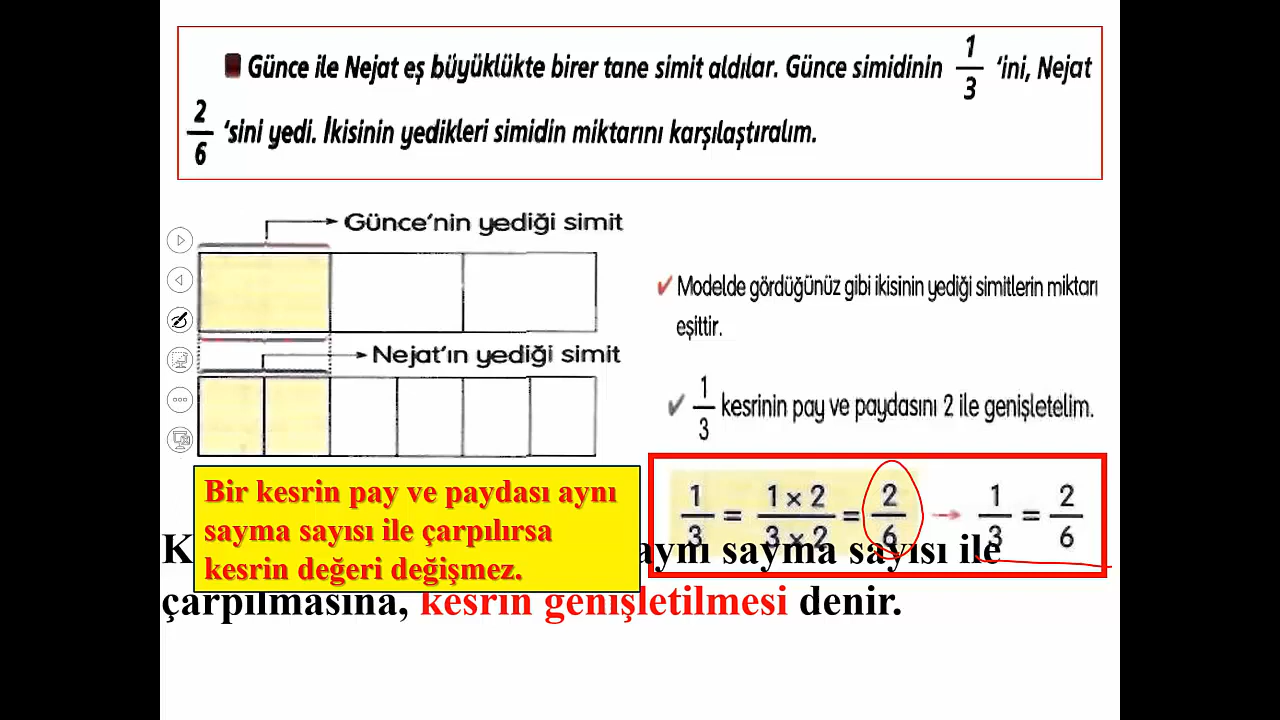 Günce ile Nejat eş büyüklükte birer tane simit aldılar. Günce simidinin 1/3 'ini, Nejat
2/6 'sini yedi. İkisinin yedikleri simidin miktarını karşılaştıralım.
Günce'nin yediği simit
Nejat'ın yediği simit
✓ Modelde gördüğünüz gibi ikisinin yediği simitlerin miktarı
eşittir.
✓ 1/3 kesrinin pay ve paydasını 2 ile genişletelim.
1/3 = 1 x 2/3 x 2 = 2/6 → 1/3 = 2/6
Bir kesrin pay ve paydası aynı
sayma sayısı ile çarpılırsa
kesrin değeri değişmez.
aynı sayma sayısı ile
çarpılmasına, kesrin genişletilmesi denir.